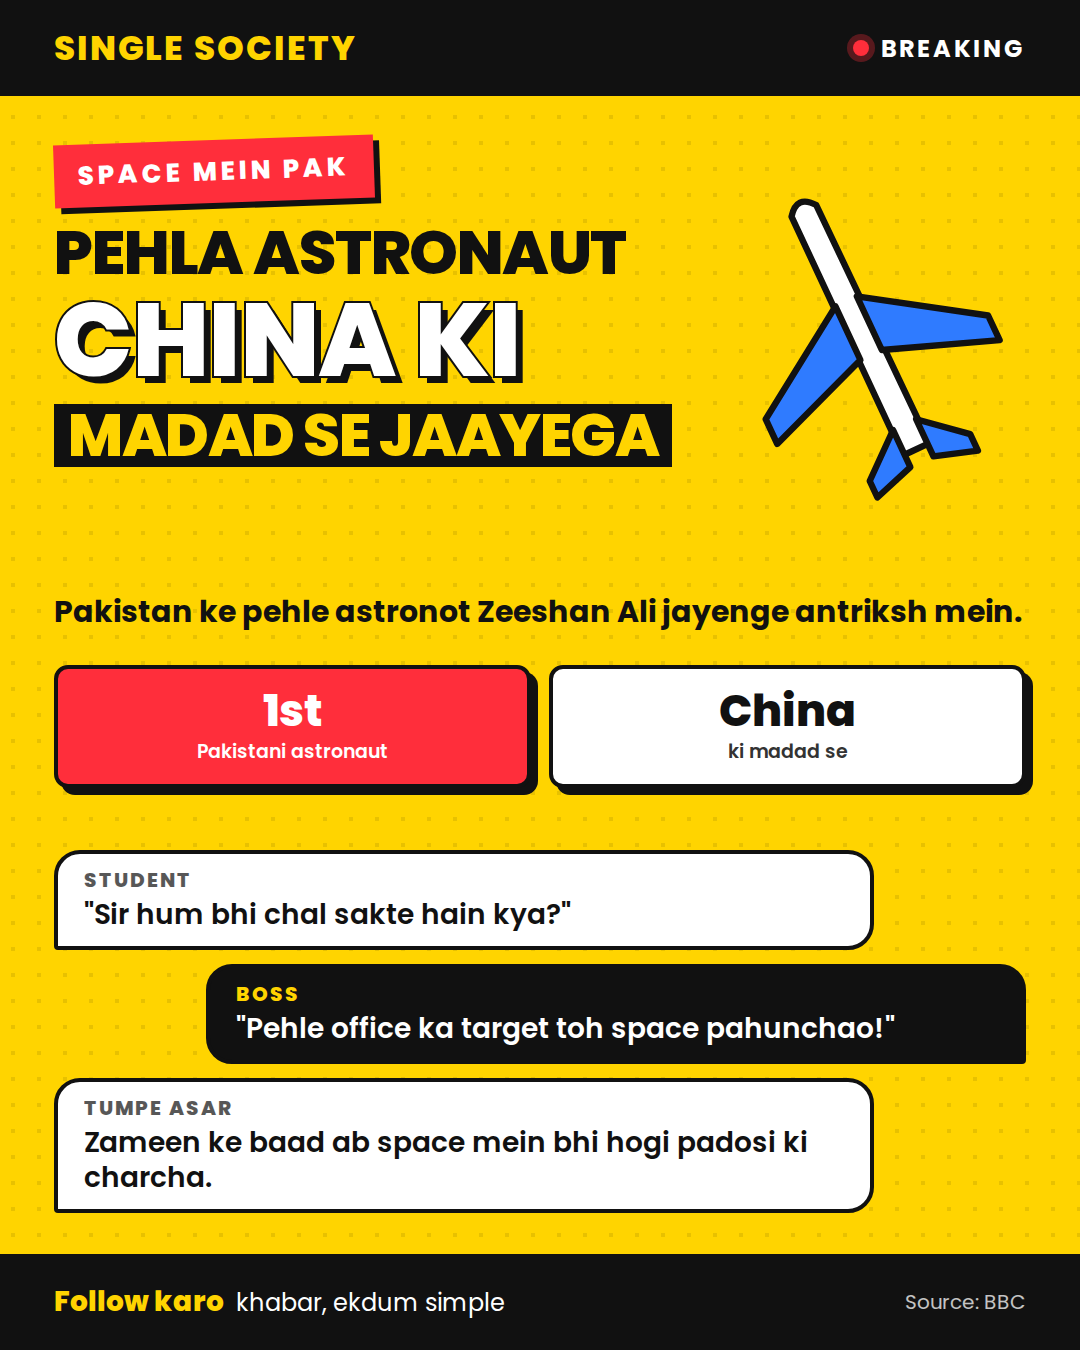 SINGLE SOCIETY
BREAKING
SPACE MEIN PAK
PEHLA ASTRONAUT
CHINA KI
MADAD SE JAAYEGA
Pakistan ke pehle astronot Zeeshan Ali jayenge antriksh mein.
1st
Pakistani astronaut
China
ki madad se
STUDENT
"Sir hum bhi chal sakte hain kya?"
BOSS
"Pehle office ka target toh space pahunchao!"
TUMPE ASAR
Zameen ke baad ab space mein bhi hogi padosi ki
charcha.
Follow karo khabar, ekdum simple
Source: BBC